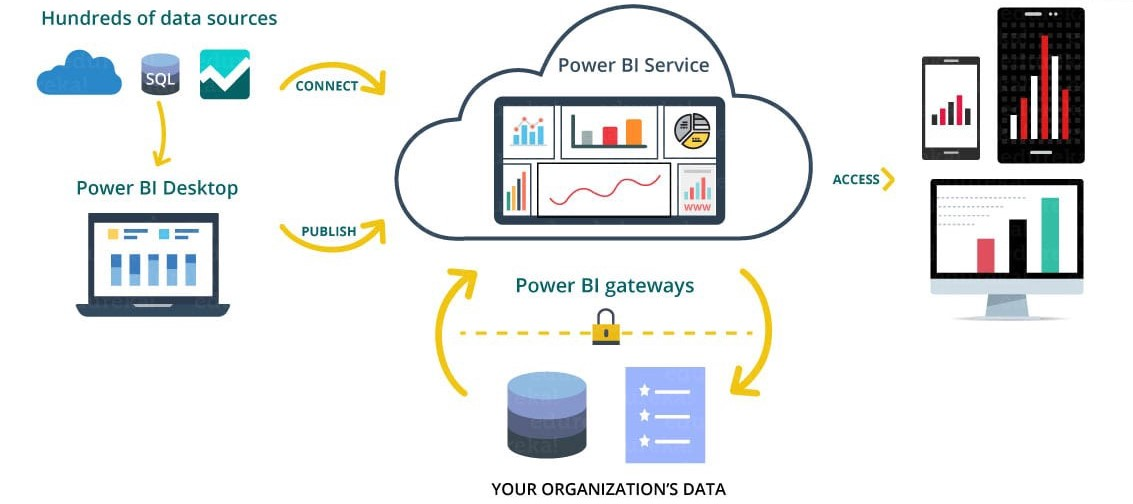 Hundreds of data sources
SQL
CONNECT
Power BI Service
WWW
ACCESS
Power BI Desktop
PUBLISH
Power BI gateways
YOUR ORGANIZATION'S DATA